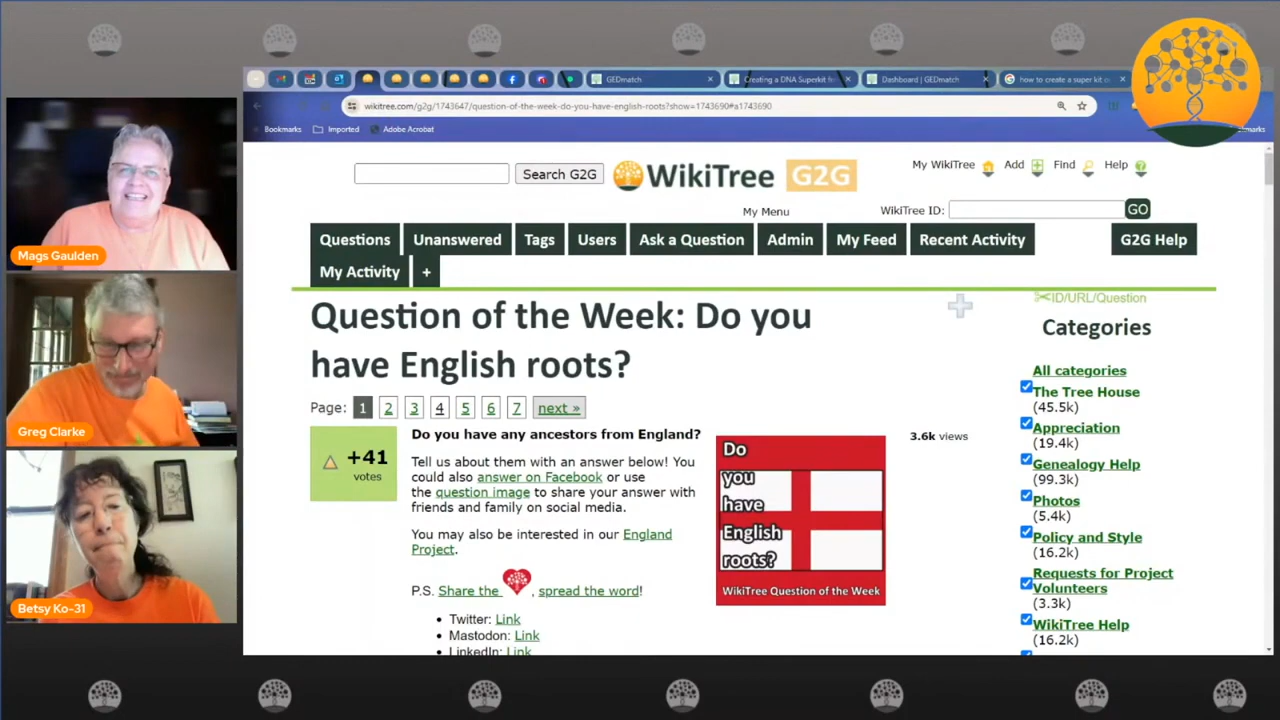 GEDmatch
Creating a DNA Superkit fr
Dashboard | GEDmatch
how to create a super kit o
wikitree.com/g2g/1743647/question-of-the-week-do-you-have-english-roots?show=1743690#a1743690
Bookmarks
Imported
Adobe Acrobat
Search G2G
WikiTree G2G
My WikiTree
Add
Find
Help
My Menu
WikiTree ID:
GO
Questions
Unanswered
Tags
Users
Ask a Question
Admin
My Feed
Recent Activity
G2G Help
My Activity
+
Question of the Week: Do you
have English roots?
ID/URL/Question
Categories
All categories
The Tree House
(45.5k)
Appreciation
(19.4k)
Genealogy Help
(99.3k)
Photos
(5.4k)
Policy and Style
(16.2k)
Requests for Project
Volunteers
(3.3k)
WikiTree Help
(16.2k)
Page: 1 2 3 4 5 6 7 next »
+41
votes
Do you have any ancestors from England?
Tell us about them with an answer below! You
could also answer on Facebook or use
the question image to share your answer with
friends and family on social media.
You may also be interested in our England
Project.
P.S. Share the , spread the word!
Twitter: Link
Mastodon: Link
LinkedIn: Link
Do
you
have
English
roots?
WikiTree Question of the Week
3.6k views
Mags Gaulden
Greg Clarke
Betsy Ko-31